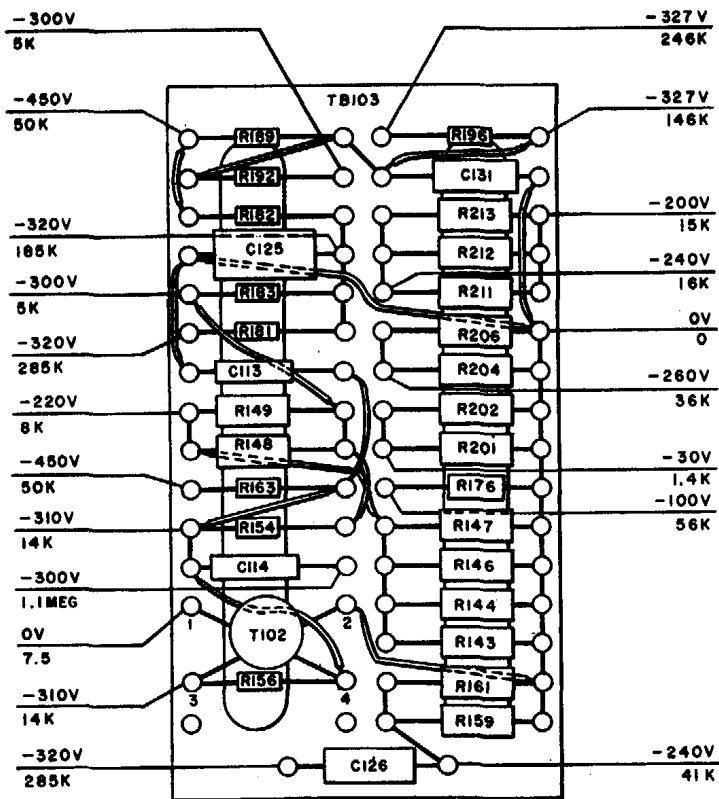 -300V
5K
-450V
50K
-320V
185K
-300V
5K
-320V
285K
-220V
8K
-450V
50K
-310V
14K
-300V
1.1MEG
0V
7.5
-310V
14K
-320V
285K
TB103
R189
R192
R182
C125
R183
R181
C113
R149
R148
R163
R154
C114
1
2
T102
3
R156
4
C126
R196
C131
R213
R212
R211
R206
R204
R202
R201
R176
R147
R146
R144
R143
R161
R159
-327V
246K
-327V
146K
-200V
15K
-240V
16K
0V
0
-260V
36K
-30V
1.4K
-100V
56K
-240V
41K